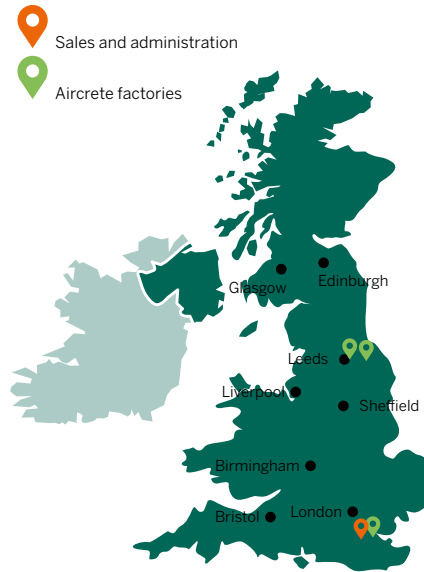 Sales and administration
Aircrete factories
Glasgow
Edinburgh
Leeds
Liverpool
Sheffield
Birmingham
Bristol
London